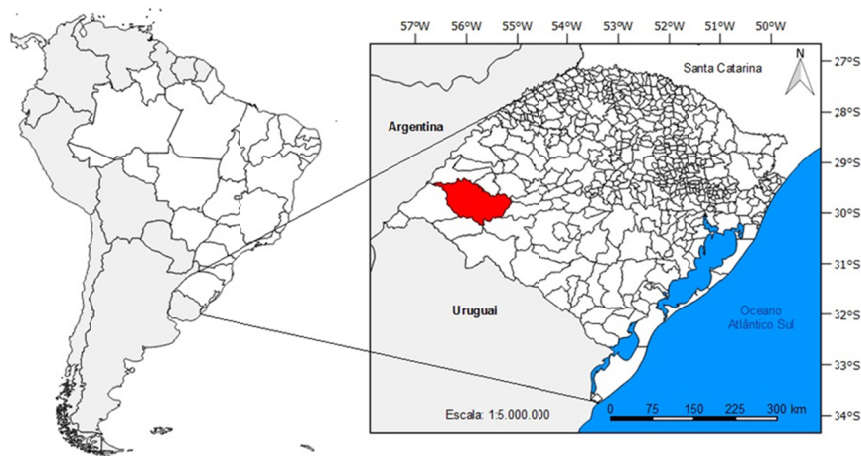 57°W 56°W 55°W 54°W 53°W 52°W 51°W 50°W
Santa Catarina
N
27°S
Argentina
28°S
29°S
30°S
31°S
Uruguai
Oceano
Atlântico Sul
32°S
33°S
Escala: 1:5.000.000
0 75 150 225 300 km
34°S